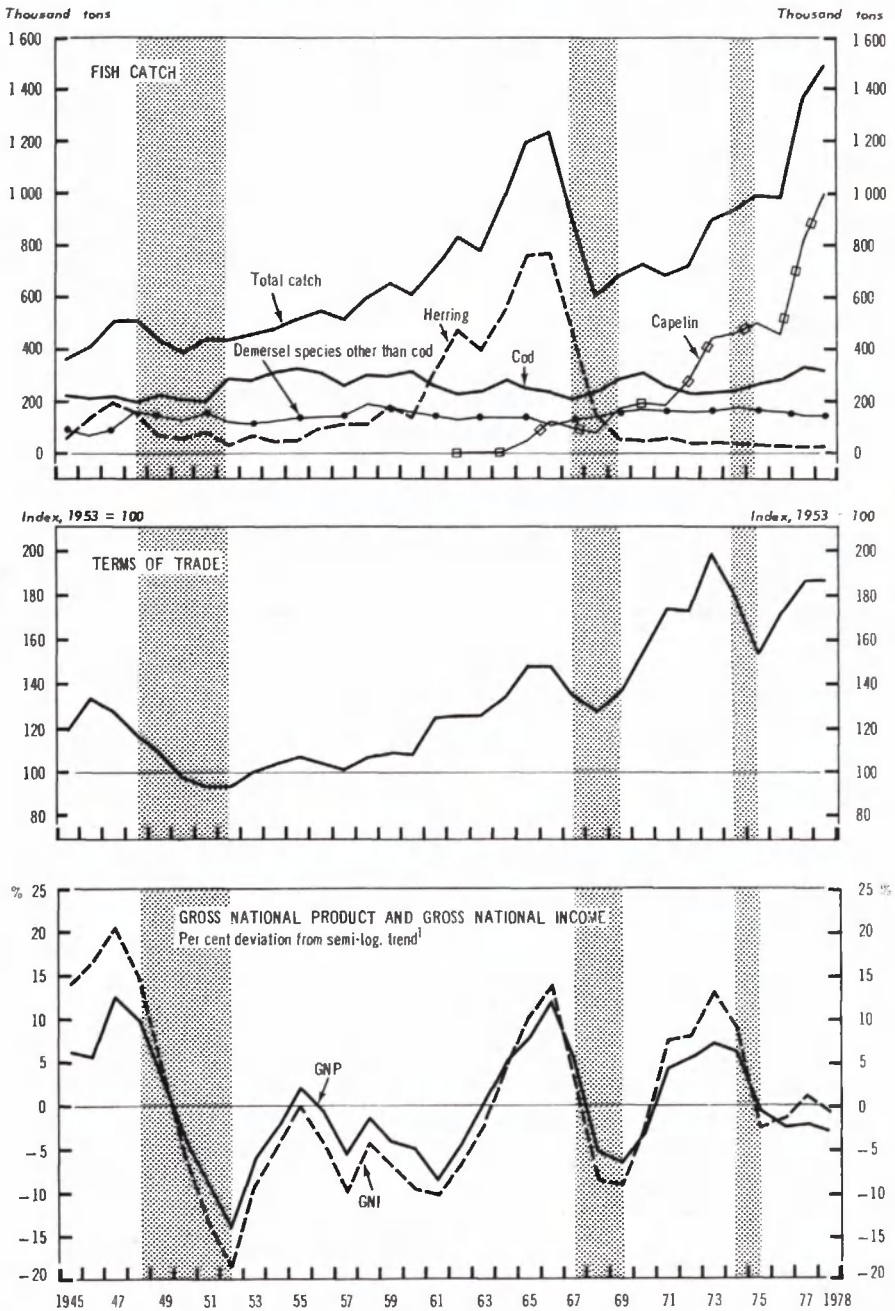 Thousand tons Thousand tons
1 600 1 600
FISH CATCH
1 400 1 400
1 200 1 200
1 000 1 000
800 800
Total catch
600 600
Herring
Capelin
400 400
Demersel species other than cod
Cod
200 200
0 0
Index, 1953 = 100 Index, 1953 - 100
200 200
TERMS OF TRADE
180 180
160 160
140 140
120 120
100 100
80 80
% 25 25 %
GROSS NATIONAL PRODUCT AND GROSS NATIONAL INCOME
Per cent deviation from semi-log. trend¹
20 20
15 15
10 10
5 5
GNP
0 0
-5 -5
-10 -10
GNI
-15 -15
-20 -20
1945 47 49 51 53 55 57 59 61 63 65 67 69 71 73 75 77 1978